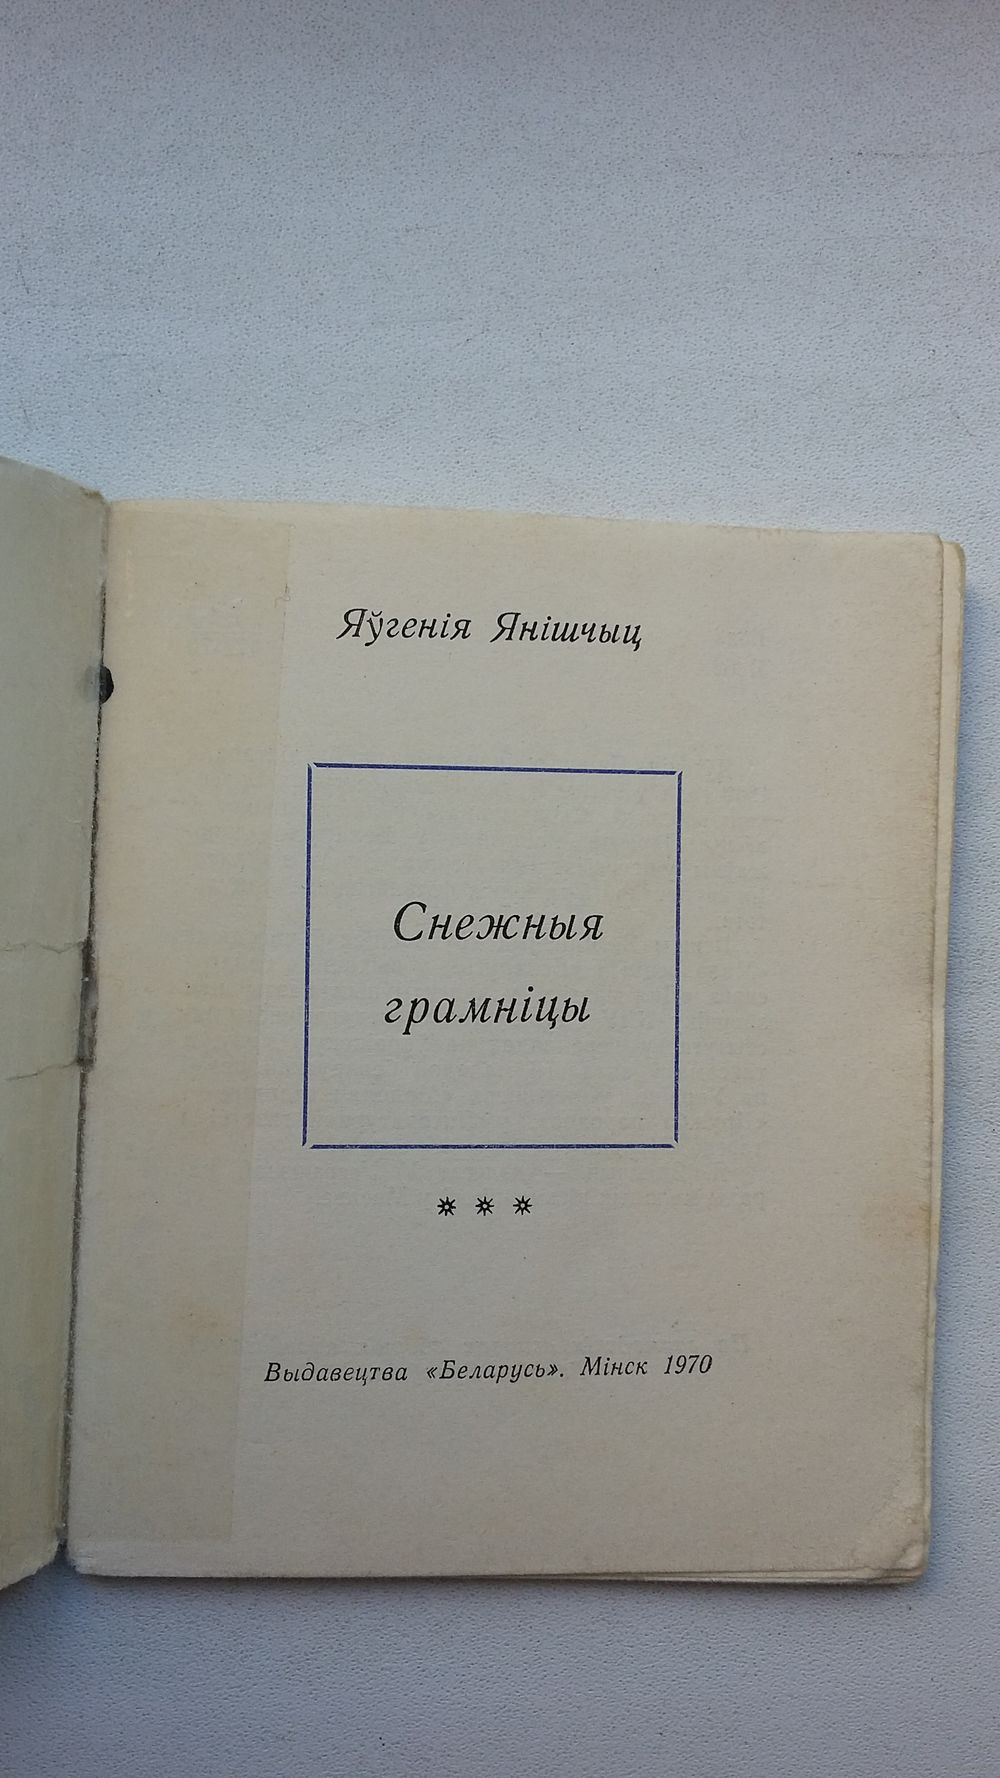 Яўгенія Янішчыц
Снежныя
грамніцы
Выдавецтва «Беларусь». Мінск 1970